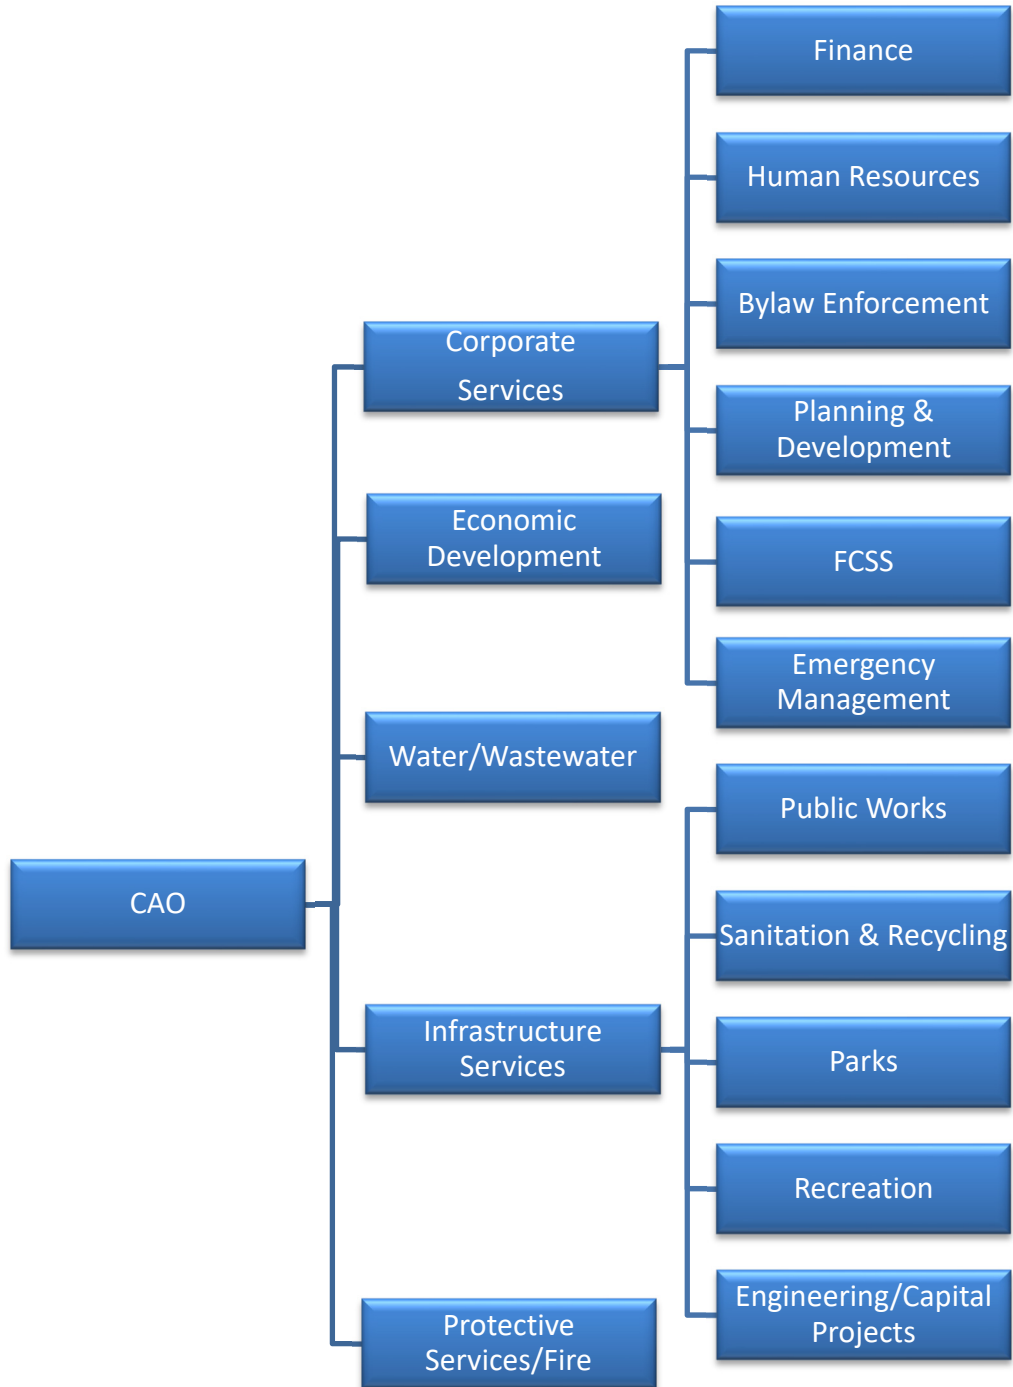 Finance
Human Resources
Bylaw Enforcement
Corporate
Services
Planning &
Development
Economic
Development
FCSS
Emergency
Management
Water/Wastewater
Public Works
CAO
Sanitation & Recycling
Infrastructure
Services
Parks
Recreation
Engineering/Capital
Projects
Protective
Services/Fire